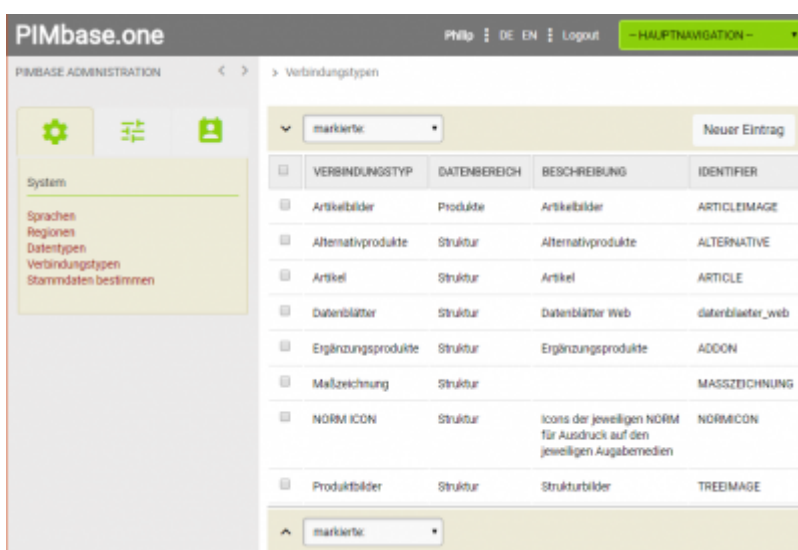 PIMbase.one
Philip DE EN Logout -- HAUPTNAVIGATION --
PIMBASE ADMINISTRATION < >
> Verbindungstypen
markierte:
Neuer Eintrag
System
Sprachen
Regionen
Datentypen
Verbindungstypen
Stammdaten bestimmen
VERBINDUNGSTYP DATENBEREICH BESCHREIBUNG IDENTIFIER
Artikelbilder Produkte Artikelbilder ARTICLEIMAGE
Alternativprodukte Struktur Alternativprodukte ALTERNATIVE
Artikel Struktur Artikel ARTICLE
Datenblätter Struktur Datenblätter Web datenblaeter_web
Ergänzungsprodukte Struktur Ergänzungsprodukte ADDON
Maßzeichnung Struktur MASSZEICHNUNG
NORM ICON Struktur Icons der jeweiligen NORM NORMICON
für Ausdruck auf den
jeweiligen Augabemedien
Produktbilder Struktur Strukturbilder TREEIMAGE
markierte: